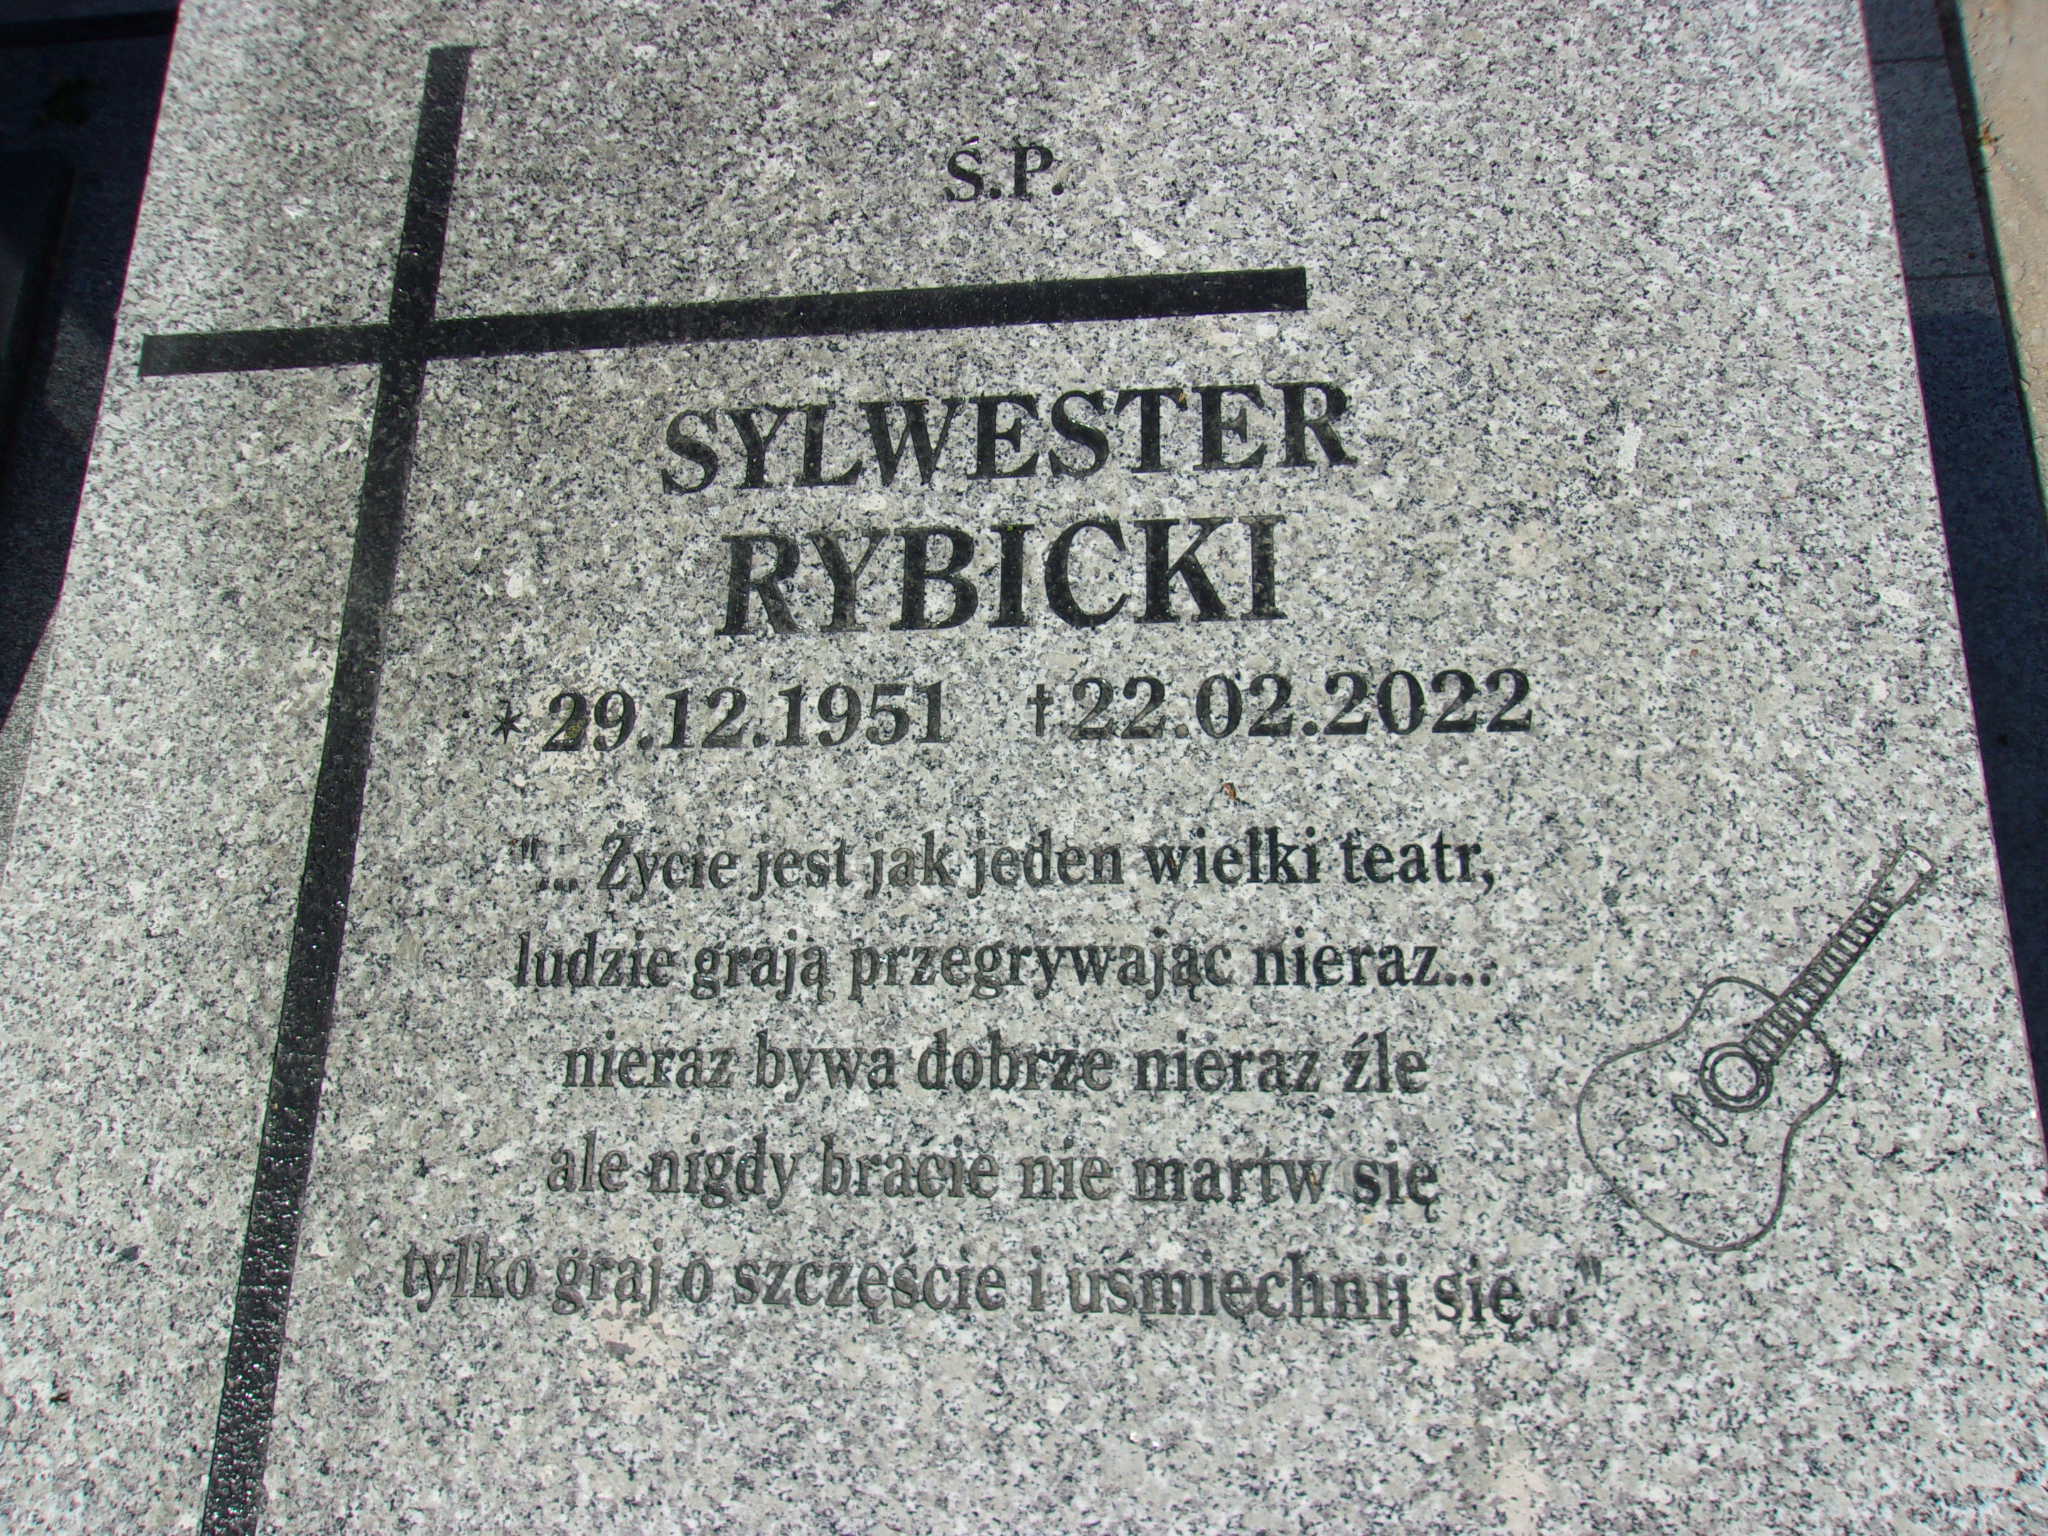 Ś.P.
SYLWESTER
RYBICKI
* 29.12.1951 †22.02.2022
"... Życie jest jak jeden wielki teatr,
ludzie grają przegrywając nieraz...
nieraz bywa dobrze nieraz źle
ale nigdy bracie nie martw się
tylko graj o szczęście i uśmiechnij się..."